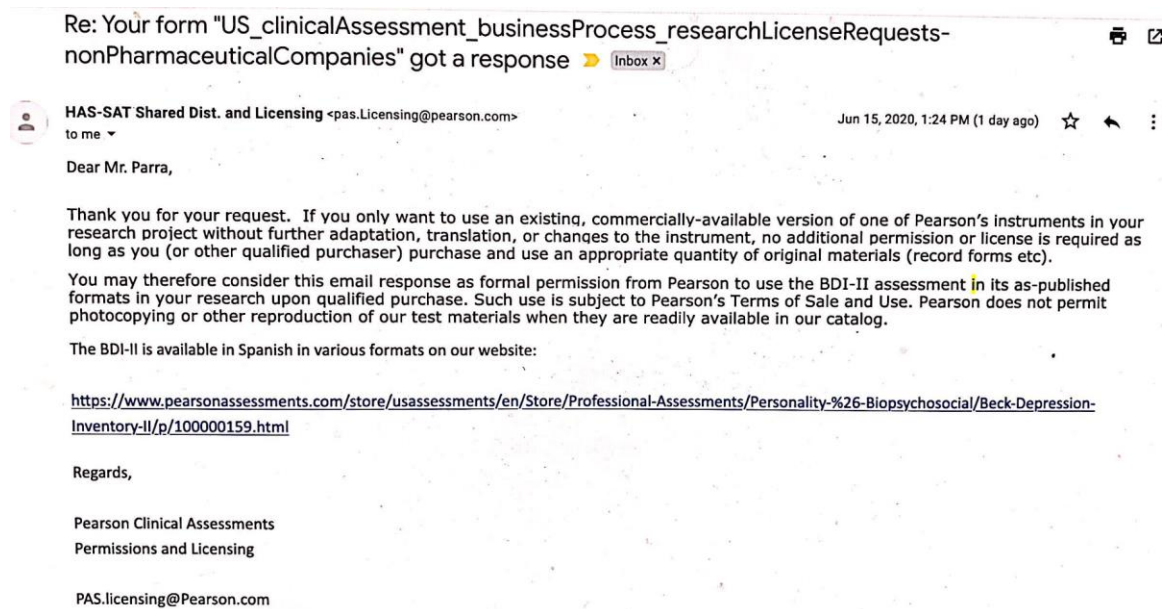 Re: Your form "US_clinicalAssessment_businessProcess_researchLicenseRequests-
nonPharmaceuticalCompanies" got a response Inbox x
HAS-SAT Shared Dist. and Licensing <pas.Licensing@pearson.com> Jun 15, 2020, 1:24 PM (1 day ago)
to me
Dear Mr. Parra,
Thank you for your request. If you only want to use an existing, commercially-available version of one of Pearson's instruments in your
research project without further adaptation, translation, or changes to the instrument, no additional permission or license is required as
long as you (or other qualified purchaser) purchase and use an appropriate quantity of original materials (record forms etc).
You may therefore consider this email response as formal permission from Pearson to use the BDI-II assessment in its as-published
formats in your research upon qualified purchase. Such use is subject to Pearson's Terms of Sale and Use. Pearson does not permit
photocopying or other reproduction of our test materials when they are readily available in our catalog.
The BDI-II is available in Spanish in various formats on our website:
https://www.pearsonassessments.com/store/usassessments/en/Store/Professional-Assessments/Personality-%26-Biopsychosocial/Beck-Depression-
Inventory-II/p/100000159.html
Regards,
Pearson Clinical Assessments
Permissions and Licensing
PAS.licensing@Pearson.com